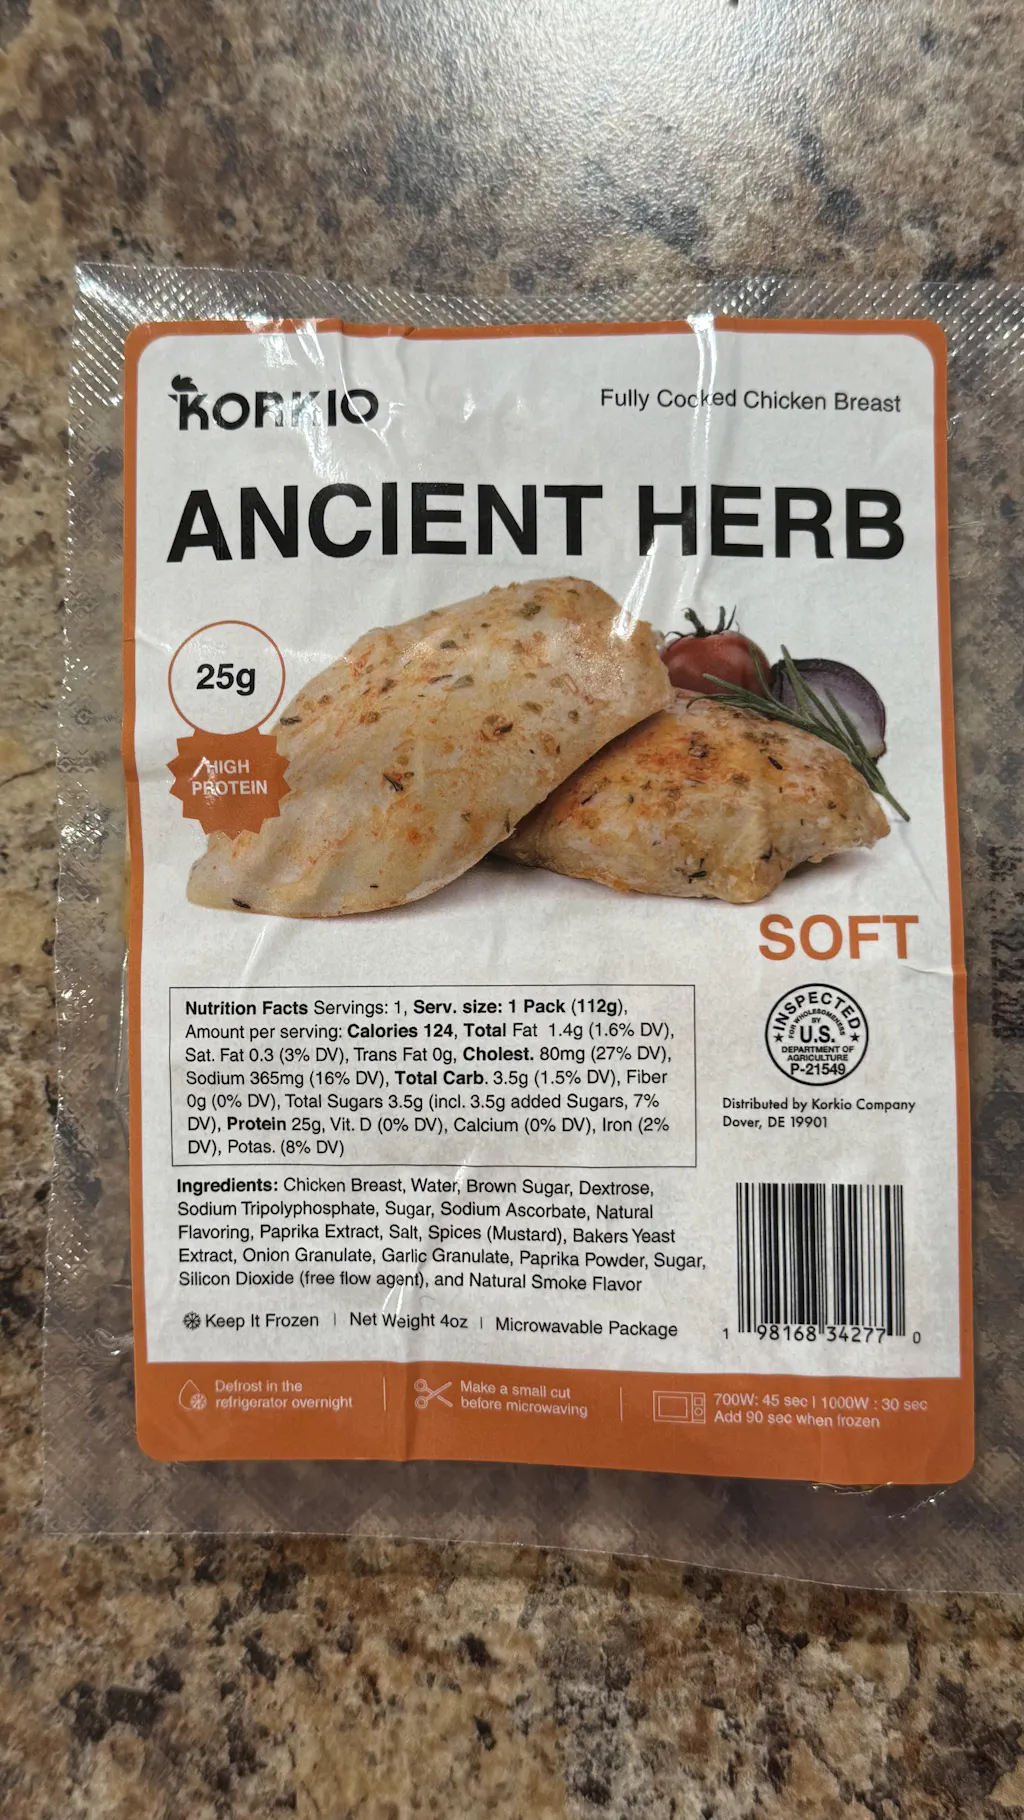 KORKIO
Fully Cooked Chicken Breast
ANCIENT HERB
25g
HIGH
PROTEIN
SOFT
Nutrition Facts Servings: 1, Serv. size: 1 Pack (112g),
Amount per serving: Calories 124, Total Fat 1.4g (1.6% DV),
Sat. Fat 0.3 (3% DV), Trans Fat 0g, Cholest. 80mg (27% DV),
Sodium 365mg (16% DV), Total Carb. 3.5g (1.5% DV), Fiber
0g (0% DV), Total Sugars 3.5g (incl. 3.5g added Sugars, 7%
DV), Protein 25g, Vit. D (0% DV), Calcium (0% DV), Iron (2%
DV), Potas. (8% DV)
INSPECTED
FOR WHOLESOMENESS
BY
U.S.
DEPARTMENT OF
AGRICULTURE
P-21549
Distributed by Korkio Company
Dover, DE 19901
Ingredients: Chicken Breast, Water, Brown Sugar, Dextrose,
Sodium Tripolyphosphate, Sugar, Sodium Ascorbate, Natural
Flavoring, Paprika Extract, Salt, Spices (Mustard), Bakers Yeast
Extract, Onion Granulate, Garlic Granulate, Paprika Powder, Sugar,
Silicon Dioxide (free flow agent), and Natural Smoke Flavor
1 98168 34277 0
Keep It Frozen | Net Weight 4oz | Microwavable Package
Defrost in the
refrigerator overnight
Make a small cut
before microwaving
700W: 45 sec | 1000W : 30 sec
Add 90 sec when frozen